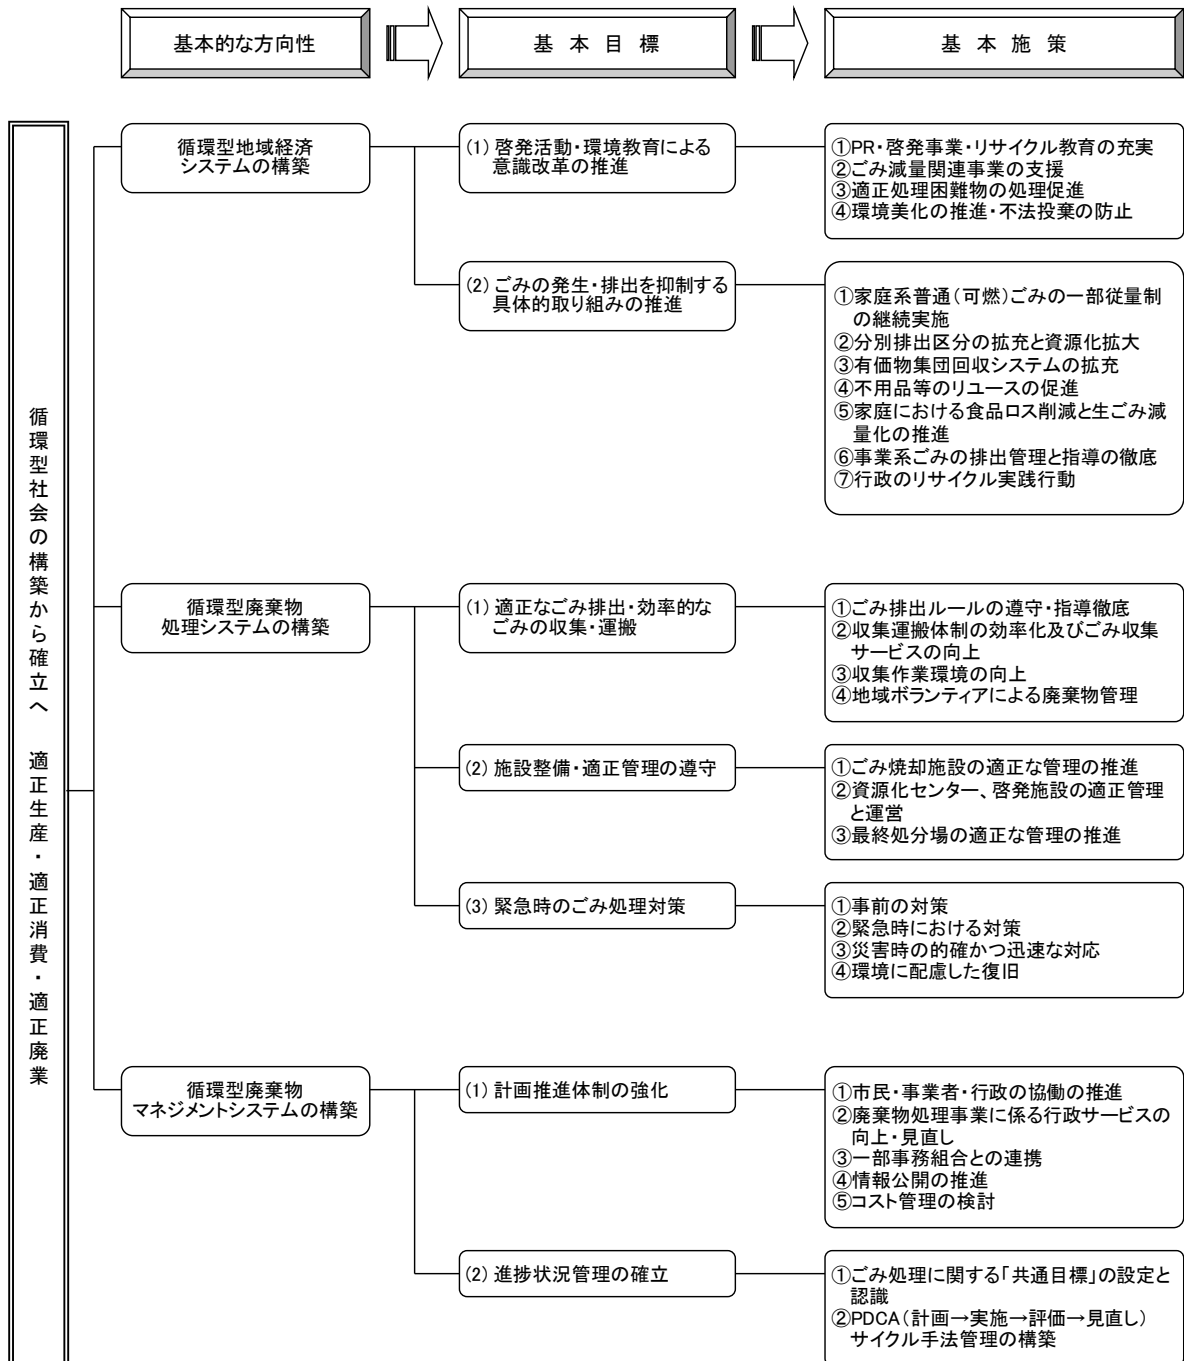 基本的な方向性
基本目標
基本施策
循環型社会の構築から確立へ 適正生産・適正消費・適正廃業
循環型地域経済
システムの構築
(1) 啓発活動・環境教育による
意識改革の推進
①PR・啓発事業・リサイクル教育の充実
②ごみ減量関連事業の支援
③適正処理困難物の処理促進
④環境美化の推進・不法投棄の防止
(2) ごみの発生・排出を抑制する
具体的取り組みの推進
①家庭系普通(可燃)ごみの一部従量制
の継続実施
②分別排出区分の拡充と資源化拡大
③有価物集団回収システムの拡充
④不用品等のリユースの促進
⑤家庭における食品ロス削減と生ごみ減
量化の推進
⑥事業系ごみの排出管理と指導の徹底
⑦行政のリサイクル実践行動
循環型廃棄物
処理システムの構築
(1) 適正なごみ排出・効率的な
ごみの収集・運搬
①ごみ排出ルールの遵守・指導徹底
②収集運搬体制の効率化及びごみ収集
サービスの向上
③収集作業環境の向上
④地域ボランティアによる廃棄物管理
(2) 施設整備・適正管理の遵守
①ごみ焼却施設の適正な管理の推進
②資源化センター、啓発施設の適正管理
と運営
③最終処分場の適正な管理の推進
(3) 緊急時のごみ処理対策
①事前の対策
②緊急時における対策
③災害時の的確かつ迅速な対応
④環境に配慮した復旧
循環型廃棄物
マネジメントシステムの構築
(1) 計画推進体制の強化
①市民・事業者・行政の協働の推進
②廃棄物処理事業に係る行政サービスの
向上・見直し
③一部事務組合との連携
④情報公開の推進
⑤コスト管理の検討
(2) 進捗状況管理の確立
①ごみ処理に関する「共通目標」の設定と
認識
②PDCA(計画→実施→評価→見直し)
サイクル手法管理の構築